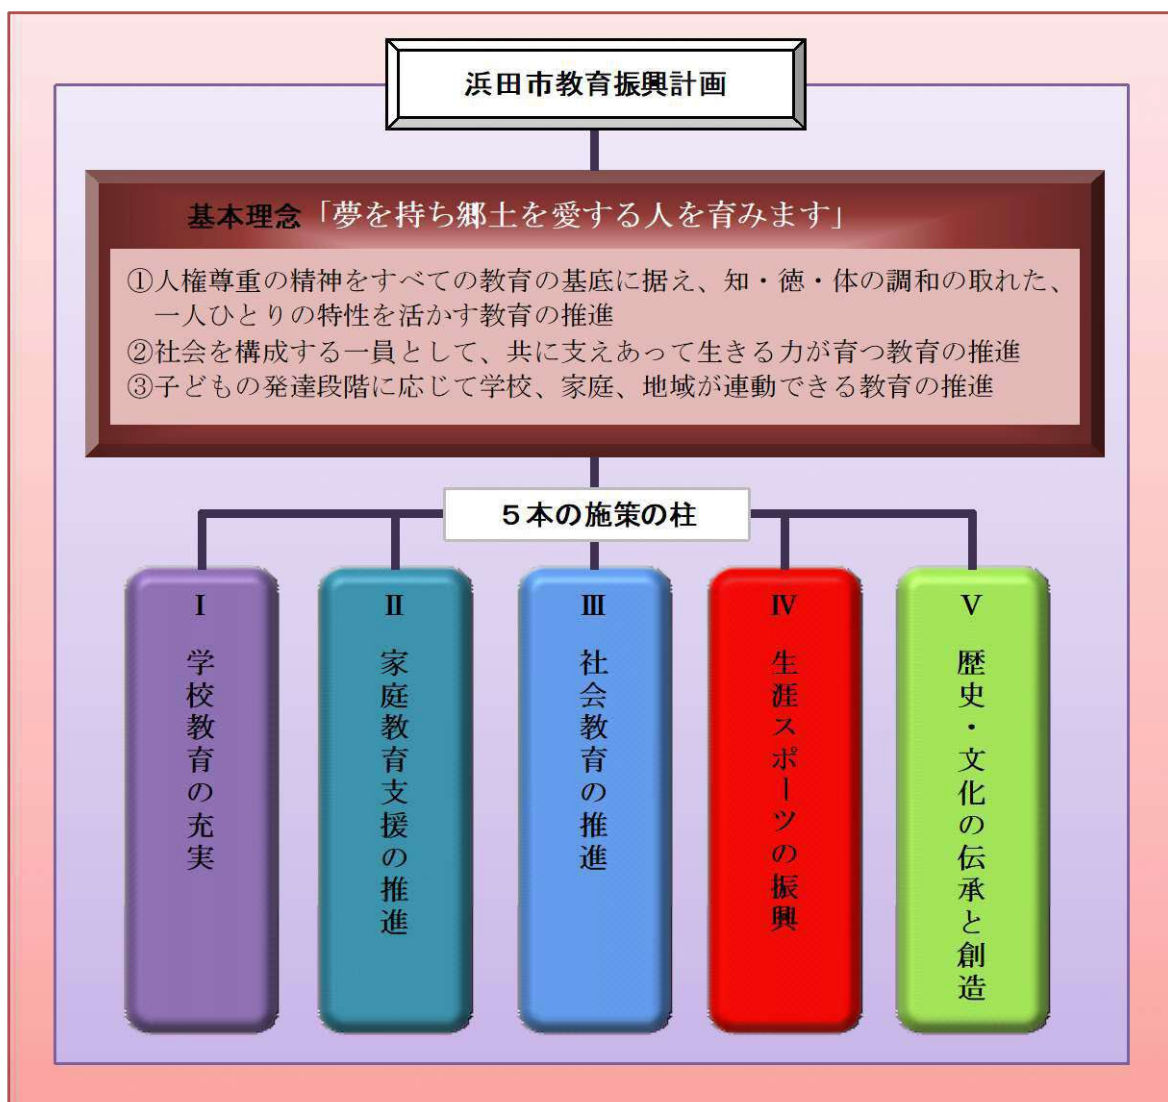 浜田市教育振興計画
基本理念「夢を持ち郷土を愛する人を育みます」
①人権尊重の精神をすべての教育の基底に据え、知・徳・体の調和の取れた、
一人ひとりの特性を活かす教育の推進
②社会を構成する一員として、共に支えあって生きる力が育つ教育の推進
③子どもの発達段階に応じて学校、家庭、地域が連動できる教育の推進
５本の施策の柱
Ⅰ 学校教育の充実
Ⅱ 家庭教育支援の推進
Ⅲ 社会教育の推進
Ⅳ 生涯スポーツの振興
Ⅴ 歴史・文化の伝承と創造